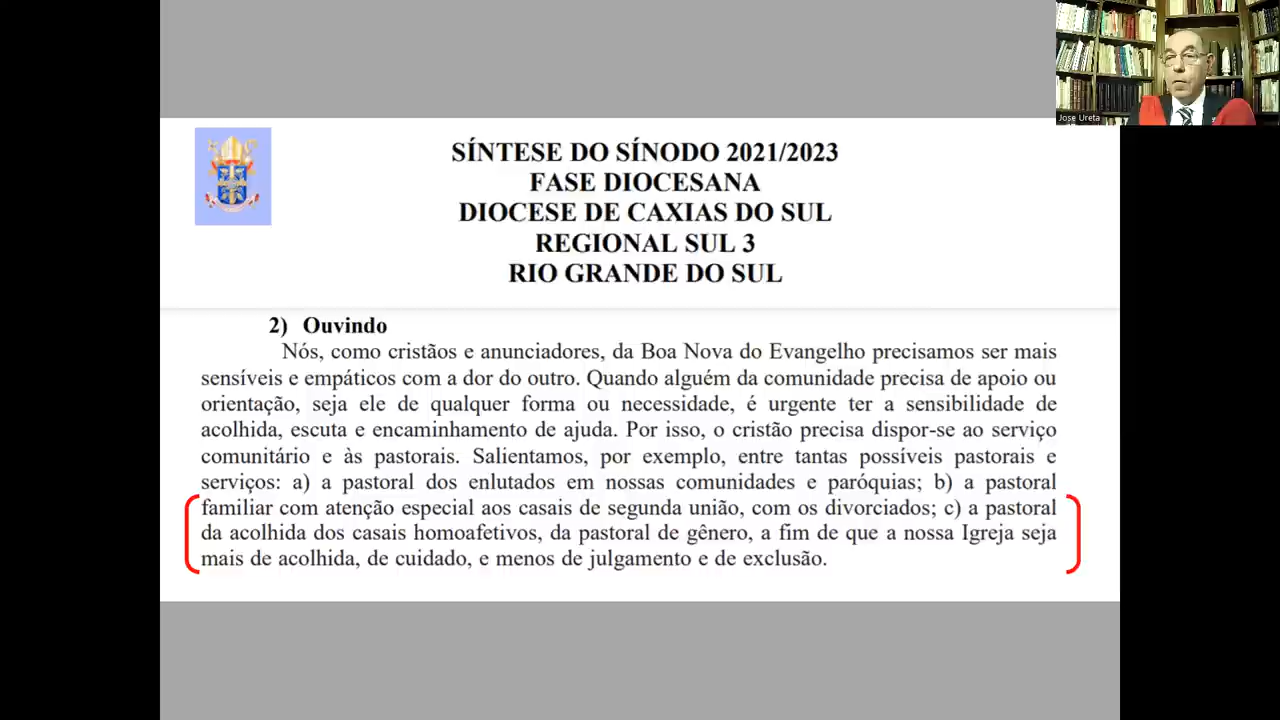 Jose Ureta
SÍNTESE DO SÍNODO 2021/2023
FASE DIOCESANA
DIOCESE DE CAXIAS DO SUL
REGIONAL SUL 3
RIO GRANDE DO SUL
2) Ouvindo
Nós, como cristãos e anunciadores, da Boa Nova do Evangelho precisamos ser mais
sensíveis e empáticos com a dor do outro. Quando alguém da comunidade precisa de apoio ou
orientação, seja ele de qualquer forma ou necessidade, é urgente ter a sensibilidade de
acolhida, escuta e encaminhamento de ajuda. Por isso, o cristão precisa dispor-se ao serviço
comunitário e às pastorais. Salientamos, por exemplo, entre tantas possíveis pastorais e
serviços: a) a pastoral dos enlutados em nossas comunidades e paróquias; b) a pastoral
familiar com atenção especial aos casais de segunda união, com os divorciados; c) a pastoral
da acolhida dos casais homoafetivos, da pastoral de gênero, a fim de que a nossa Igreja seja
mais de acolhida, de cuidado, e menos de julgamento e de exclusão.